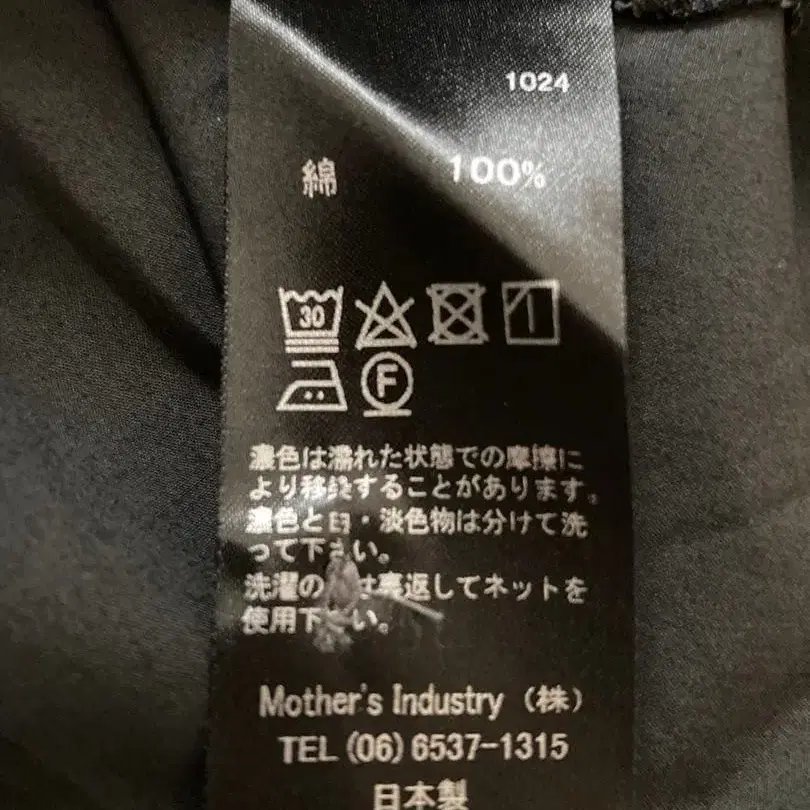 1024
綿 100%
30
F
濃色は濡れた状態での摩擦に
より移染することがあります。
濃色と白・淡色物は分けて洗
って下さい。
洗濯の は裏返してネットを
使用下さい。
Mother's Industry (株)
TEL (06) 6537-1315
日本製